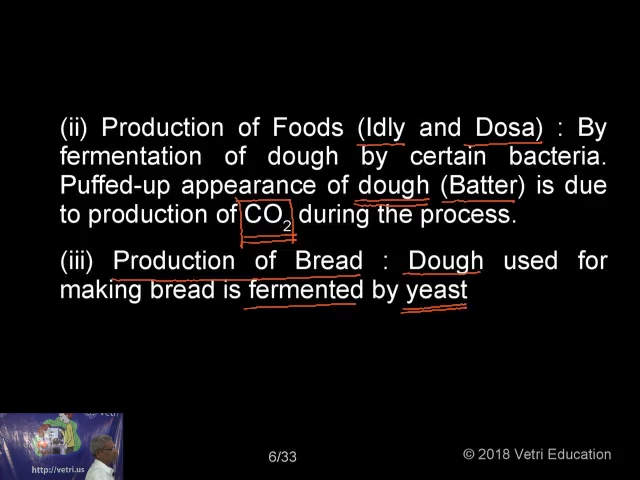 (ii) Production of Foods (Idly and Dosa) : By
fermentation of dough by certain bacteria.
Puffed-up appearance of dough (Batter) is due
to production of CO₂ during the process.
(iii) Production of Bread : Dough used for
making bread is fermented by yeast
Vetri
http://vetri.us
6/33
© 2018 Vetri Education